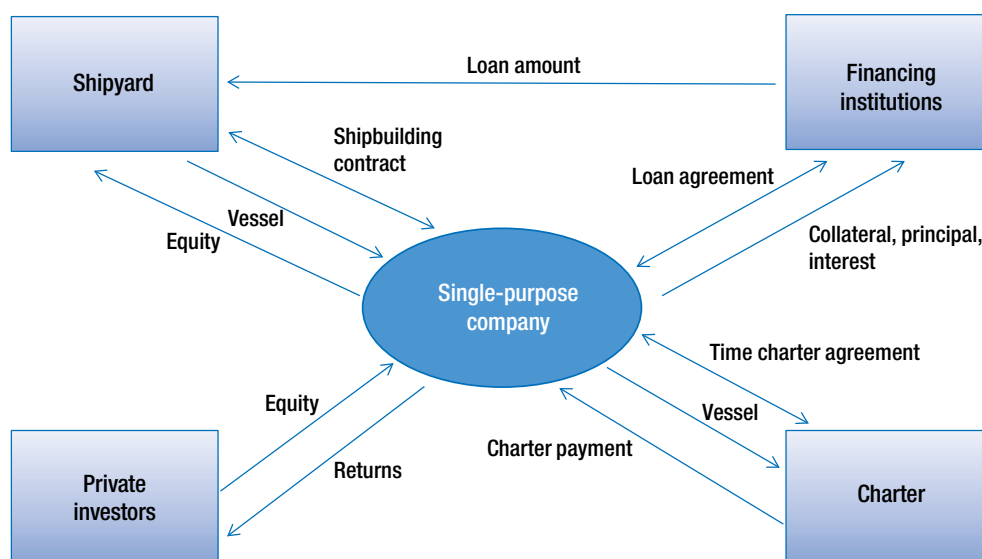 Shipyard
Loan amount
Financing
institutions
Shipbuilding
contract
Loan agreement
Vessel
Equity
Collateral, principal,
interest
Single-purpose
company
Time charter agreement
Equity
Vessel
Charter payment
Returns
Private
investors
Charter